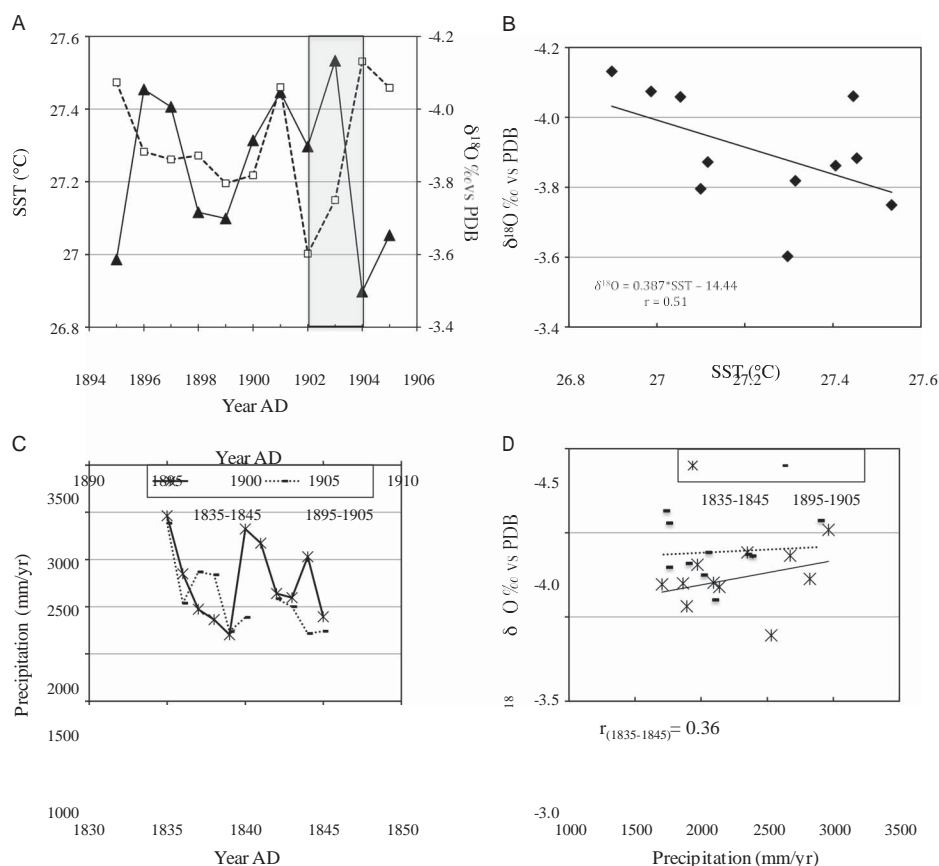 A
27.6
27.4
27.2
27
26.8
SST (°C)
-4.2
-4.0
-3.8
-3.6
-3.4
δ¹⁸O ‰ vs PDB
1894 1896 1898 1900 1902 1904 1906
Year AD
B
-4.2
-4.0
-3.8
-3.6
-3.4
δ¹⁸O ‰ vs PDB
δ¹⁸O = 0.387*SST – 14.44
r = 0.51
26.8 27 27.2 27.4 27.6
SST (°C)
C
Year AD
1890 1895 1900 1905 1910
1835-1845 1895-1905
3500
3000
2500
2000
1500
1000
Precipitation (mm/yr)
1830 1835 1840 1845 1850
Year AD
D
-4.5
-4.0
-3.5
-3.0
δ O ‰ vs PDB
18
1835-1845 1895-1905
r(1835-1845)= 0.36
1000 1500 2000 2500 3000 3500
Precipitation (mm/yr)